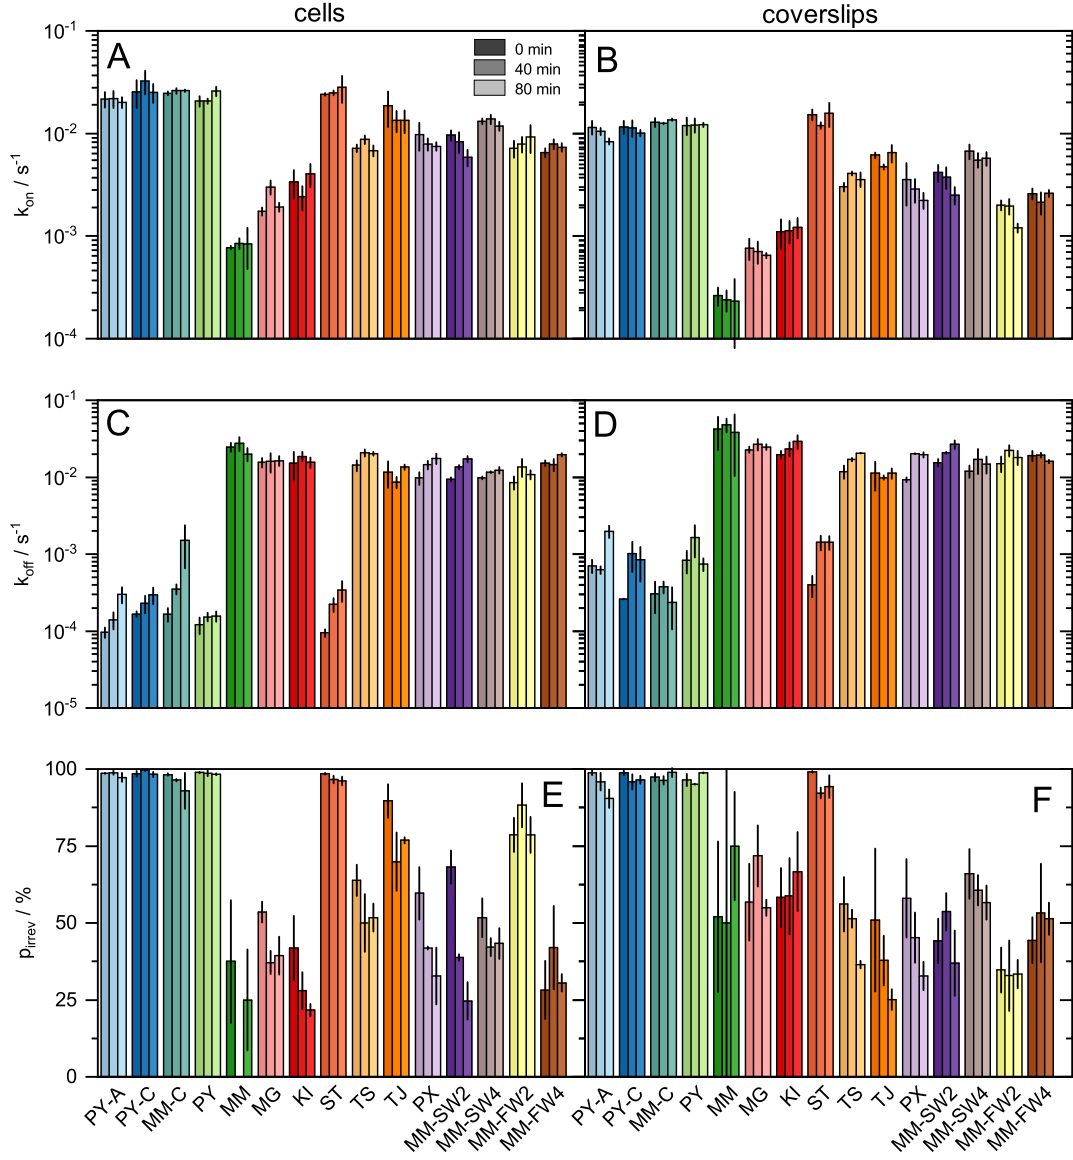 cells
coverslips
10-1
10-2
10-3
10-4
kon / s-1
A
0 min
40 min
80 min
B
10-1
10-2
10-3
10-4
10-5
koff / s-1
C
D
100
75
50
25
0
pirrev / %
E
F
PY-A
PY-C
MM-C
PY
MM
MG
KI
ST
TS
TJ
PX
MM-SW2
MM-SW4
MM-FW2
MM-FW4
PY-A
PY-C
MM-C
PY
MM
MG
KI
ST
TS
TJ
PX
MM-SW2
MM-SW4
MM-FW2
MM-FW4